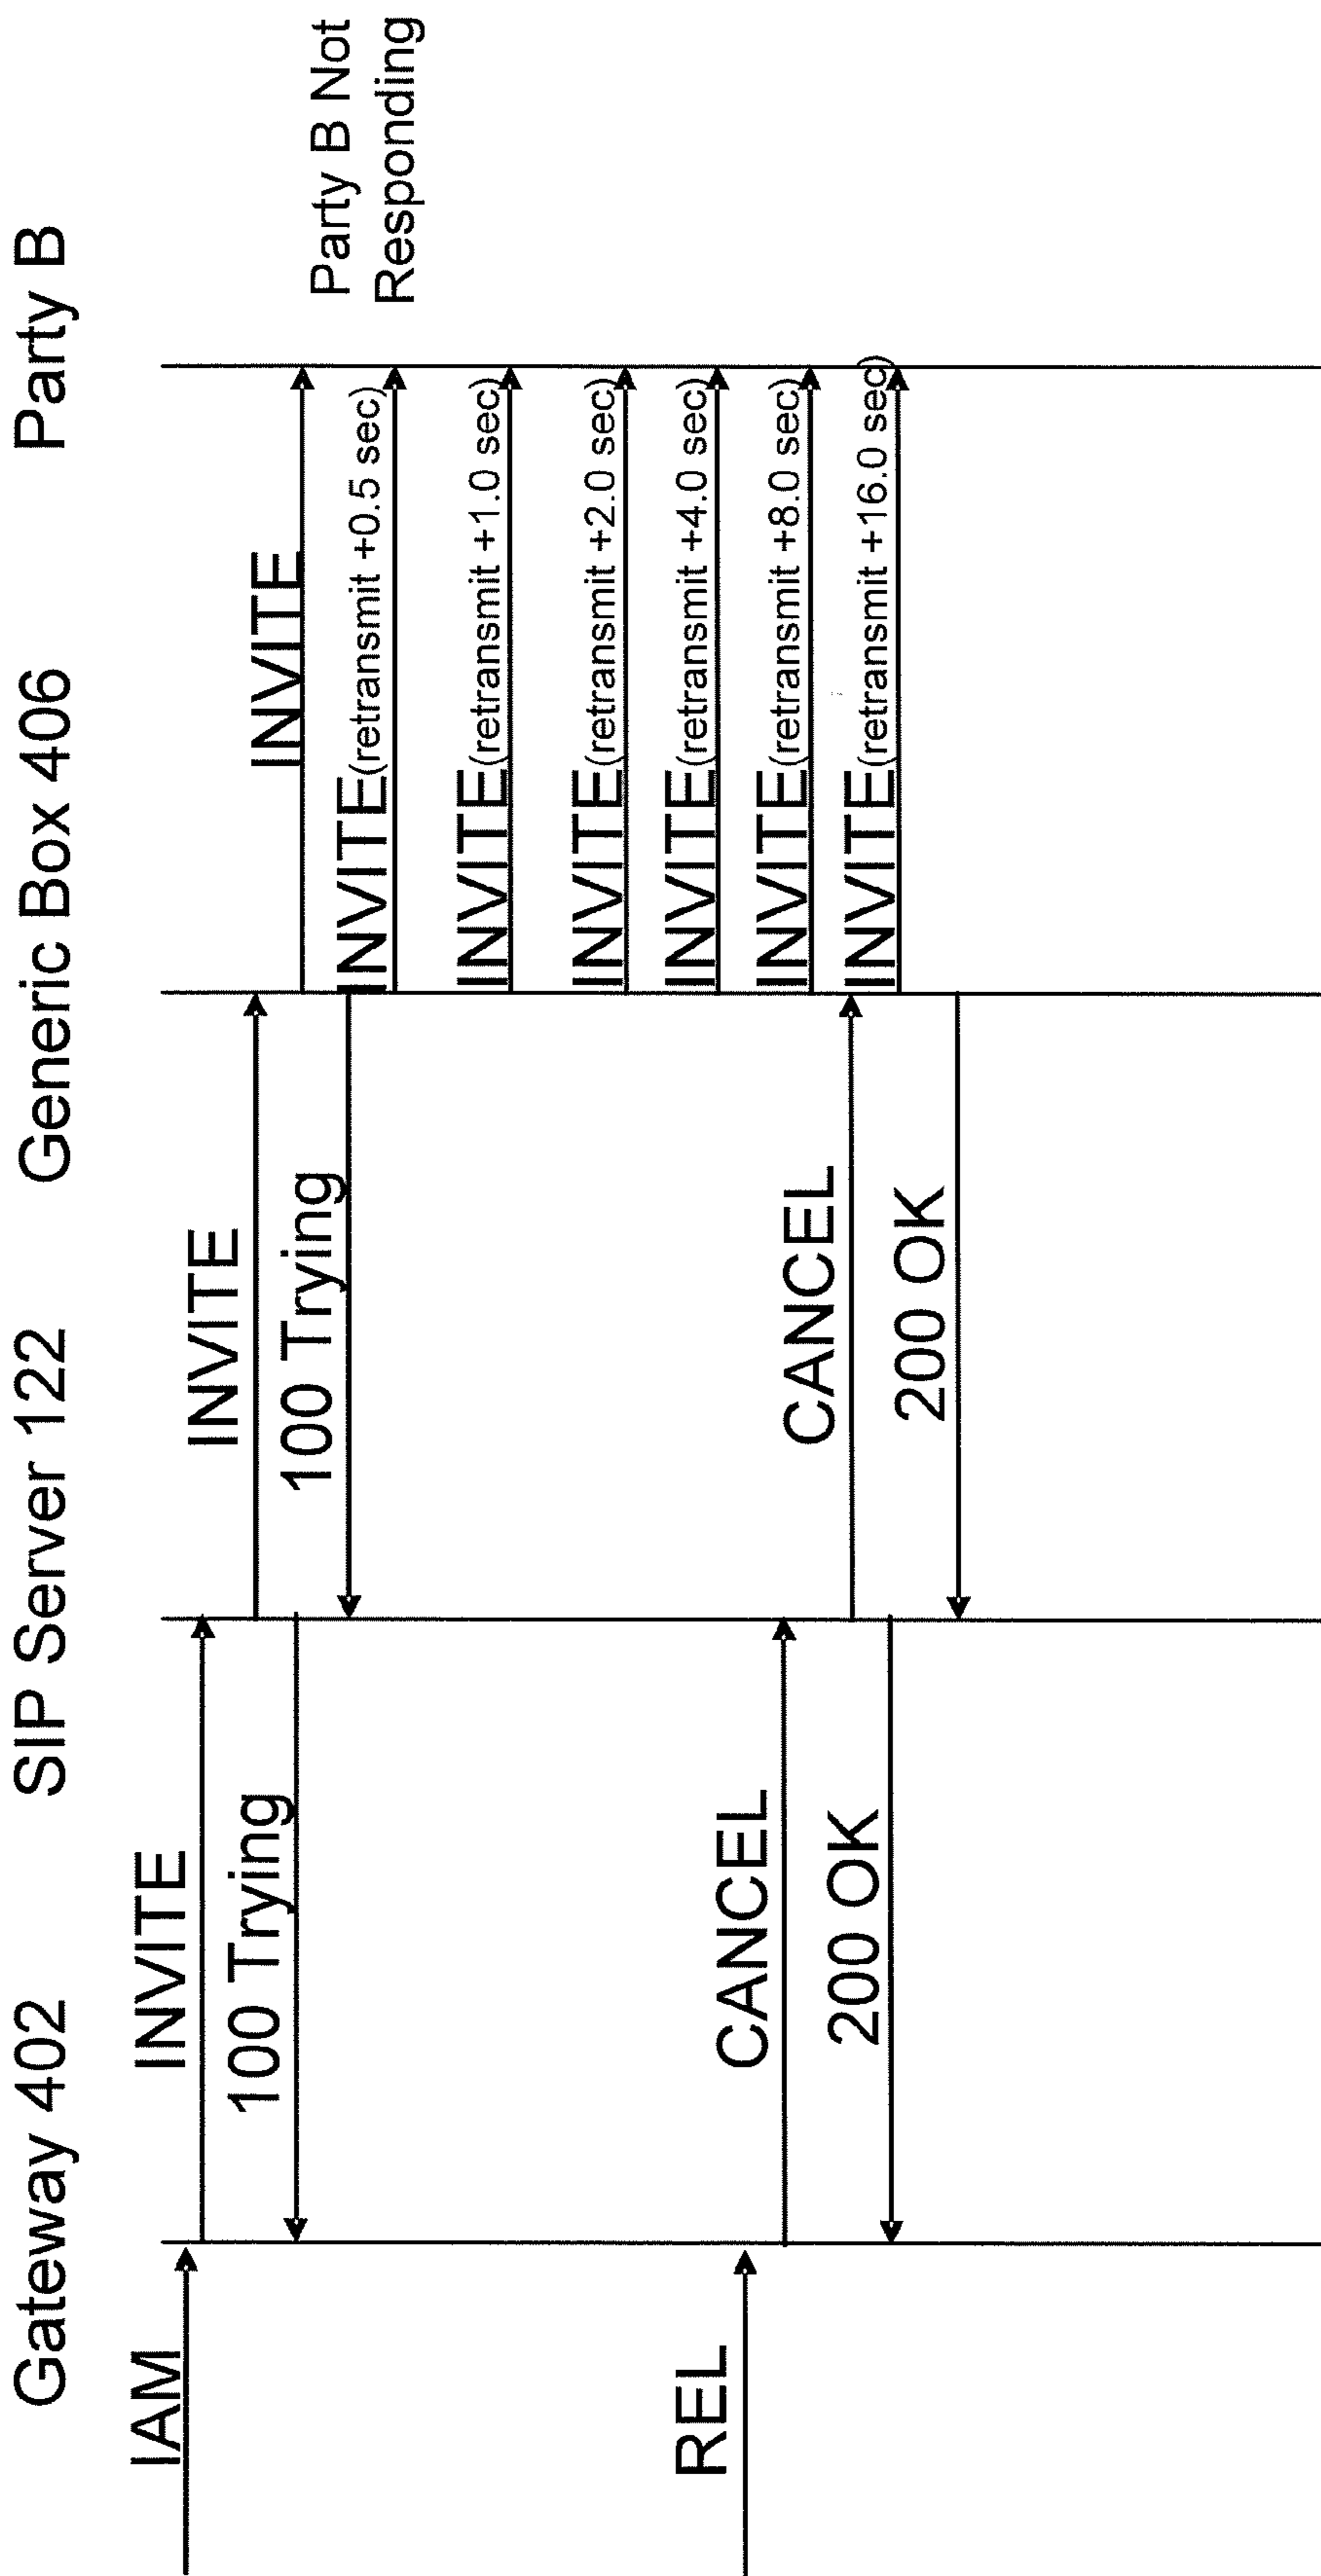 Gateway 402
SIP Server 122
Generic Box 406
Party B
IAM
INVITE
100 Trying
INVITE
100 Trying
INVITE
Party B Not
Responding
INVITE(retransmit +0.5 sec)
INVITE(retransmit +1.0 sec)
INVITE(retransmit +2.0 sec)
INVITE(retransmit +4.0 sec)
INVITE(retransmit +8.0 sec)
INVITE(retransmit +16.0 sec)
REL
CANCEL
200 OK
CANCEL
200 OK